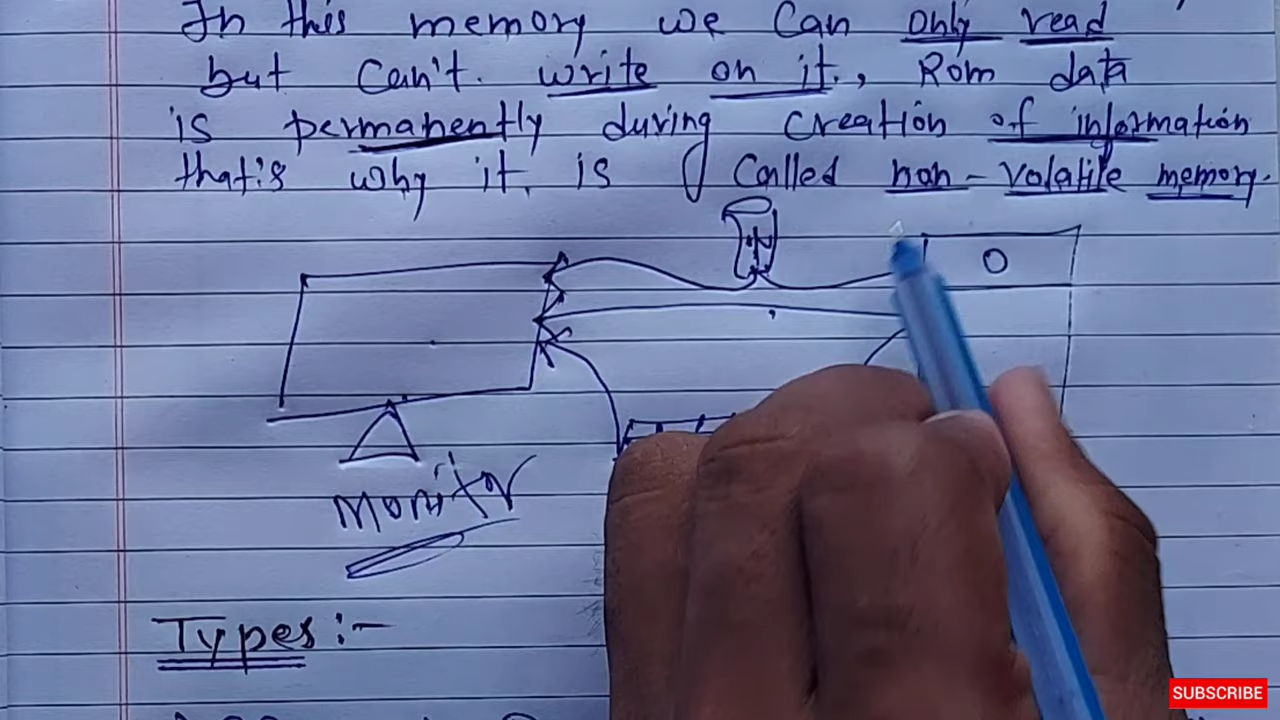 In this memory we can only read
but can't. write on it., Rom data
is permanently during creation of information
that's why it. is called non-volatile memory.
Monitor
Types:-
SUBSCRIBE